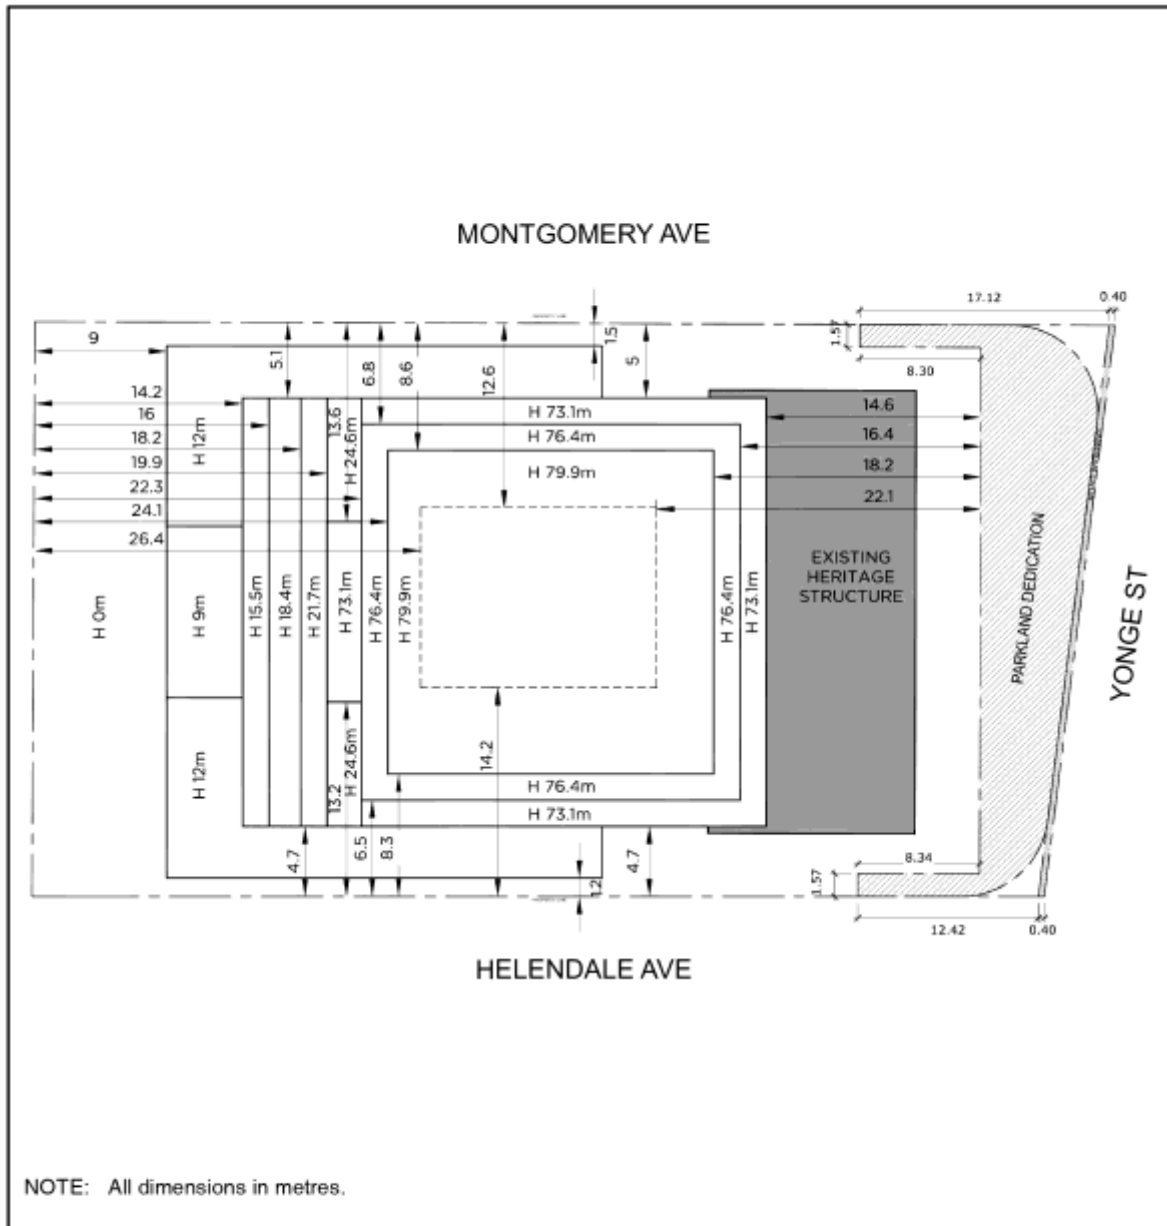 MONTGOMERY AVE
17.12
0.40
9
5.1
6.8
8.6
12.6
1.5
5
1.57
8.30
14.2
16
18.2
19.9
22.3
24.1
26.4
H 12m
13.6
H 24.6m
H 73.1m
H 76.4m
H 79.9m
14.6
16.4
18.2
22.1
H 0m
H 9m
H 15.5m
H 18.4m
H 21.7m
H 73.1m
H 76.4m
H 79.9m
H 76.4m
H 73.1m
EXISTING
HERITAGE
STRUCTURE
PARKLAND DEDICATION
YONGE ST
H 12m
13.2
H 24.6m
14.2
H 76.4m
H 73.1m
4.7
6.5
8.3
1.2
4.7
8.34
1.57
12.42
0.40
HELENDALE AVE
NOTE: All dimensions in metres.